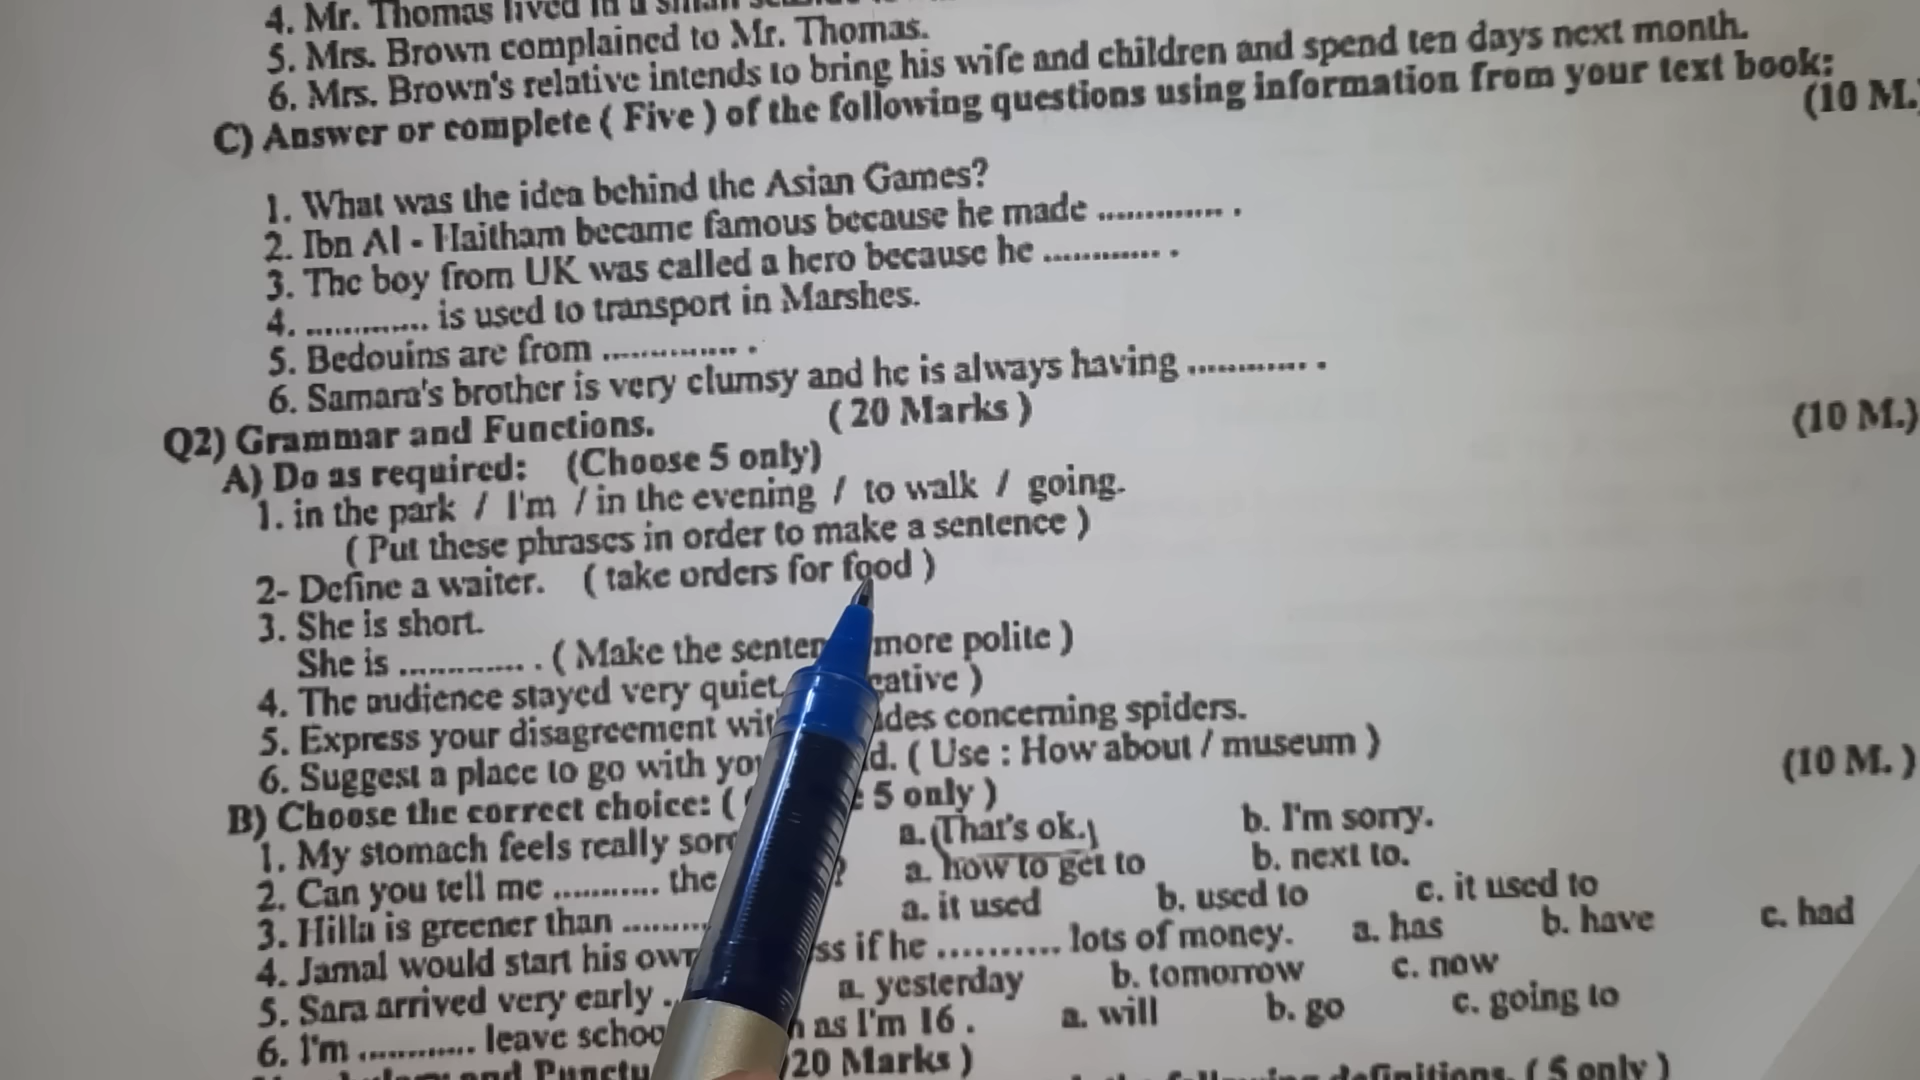 4. Mr. Thomas lived in a small seaside
5. Mrs. Brown complained to Mr. Thomas.
6. Mrs. Brown's relative intends to bring his wife and children and spend ten days next month.
C) Answer or complete ( Five ) of the following questions using information from your text book:
(10 M.)
1. What was the idea behind the Asian Games?
2. Ibn Al - Haitham became famous because he made ............. .
3. The boy from UK was called a hero because he ............ .
4. ............. is used to transport in Marshes.
5. Bedouins are from .............. .
6. Samara's brother is very clumsy and he is always having ............ .
Q2) Grammar and Functions. ( 20 Marks )
A) Do as required: (Choose 5 only) (10 M.)
1. in the park / I'm / in the evening / to walk / going.
( Put these phrases in order to make a sentence )
2- Define a waiter. ( take orders for food )
3. She is short.
She is ............. . ( Make the senten more polite )
4. The audience stayed very quiet. cative )
5. Express your disagreement wit des concerning spiders.
6. Suggest a place to go with yo d. ( Use : How about / museum )
B) Choose the correct choice: ( 5 only ) (10 M. )
1. My stomach feels really sor a. (That's ok.) b. I'm sorry.
2. Can you tell me ........... the ? a. how to get to b. next to.
3. Hilla is greener than ......... a. it used b. used to c. it used to
4. Jamal would start his own ss if he .......... lots of money. a. has b. have c. had
5. Sara arrived very early . a. yesterday b. tomorrow c. now
6. I'm ............ leave schoo as I'm 16 . a. will b. go c. going to
and Punctu 20 Marks ) following definitions. ( 5 only )